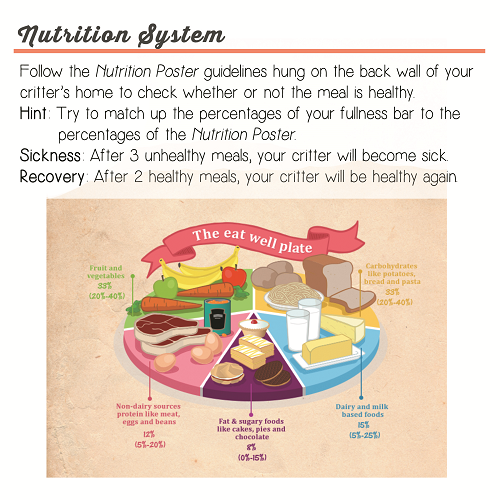 Nutrition System
Follow the Nutrition Poster guidelines hung on the back wall of your
critter's home to check whether or not the meal is healthy.
Hint: Try to match up the percentages of your fullness bar to the
percentages of the Nutrition Poster.
Sickness: After 3 unhealthy meals, your critter will become sick.
Recovery: After 2 healthy meals, your critter will be healthy again.
The eat well plate
Fruit and
vegetables
33%
(20%-40%)
Carbohydrates
like potatoes,
bread and pasta
33%
(20%-40%)
Non-dairy sources
protein like meat,
eggs and beans
12%
(5%-20%)
Fat & sugary foods
like cakes, pies and
chocolate
8%
(0%-15%)
Dairy and milk
based foods
15%
(5%-25%)